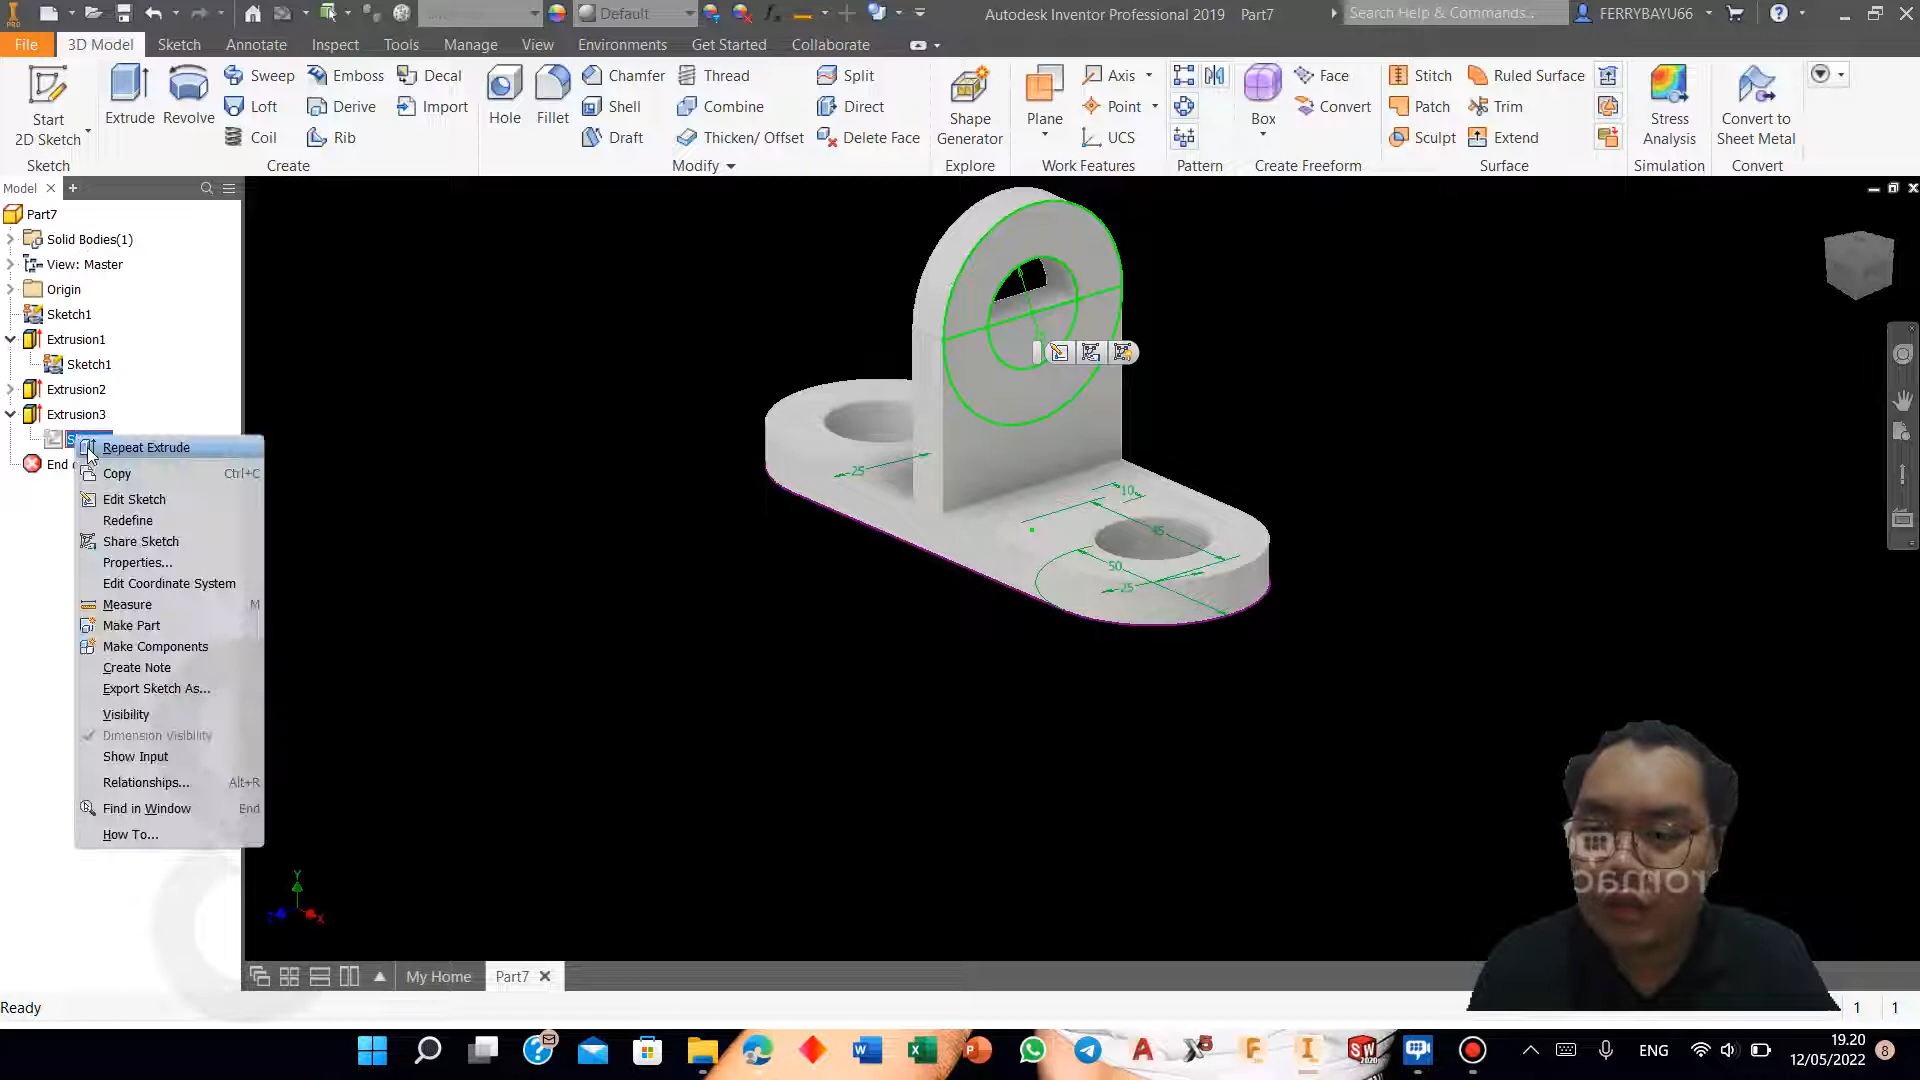 Default
Autodesk Inventor Professional 2019 Part7
Search Help & Commands...
FERRYBAYU66
File 3D Model Sketch Annotate Inspect Tools Manage View Environments Get Started Collaborate
Start
2D Sketch
Sketch
Extrude
Revolve
Sweep
Loft
Coil
Emboss
Derive
Rib
Decal
Import
Create
Hole
Fillet
Chamfer
Shell
Draft
Thread
Combine
Thicken/ Offset
Split
Direct
Delete Face
Modify
Shape
Generator
Explore
Plane
Axis
Point
UCS
Work Features
Pattern
Box
Face
Convert
Create Freeform
Stitch
Patch
Sculpt
Ruled Surface
Trim
Extend
Surface
Stress
Analysis
Simulation
Convert to
Sheet Metal
Convert
Model
Part7
Solid Bodies(1)
View: Master
Origin
Sketch1
Extrusion1
Sketch1
Extrusion2
Extrusion3
End
Repeat Extrude
Copy Ctrl+C
Edit Sketch
Redefine
Share Sketch
Properties...
Edit Coordinate System
Measure M
Make Part
Make Components
Create Note
Export Sketch As...
Visibility
Dimension Visibility
Show Input
Relationships... Alt+R
Find in Window End
How To...
25
10
45
50
25
Y
X
My Home
Part7
Ready
1 1
ENG
19.20
12/05/2022
8